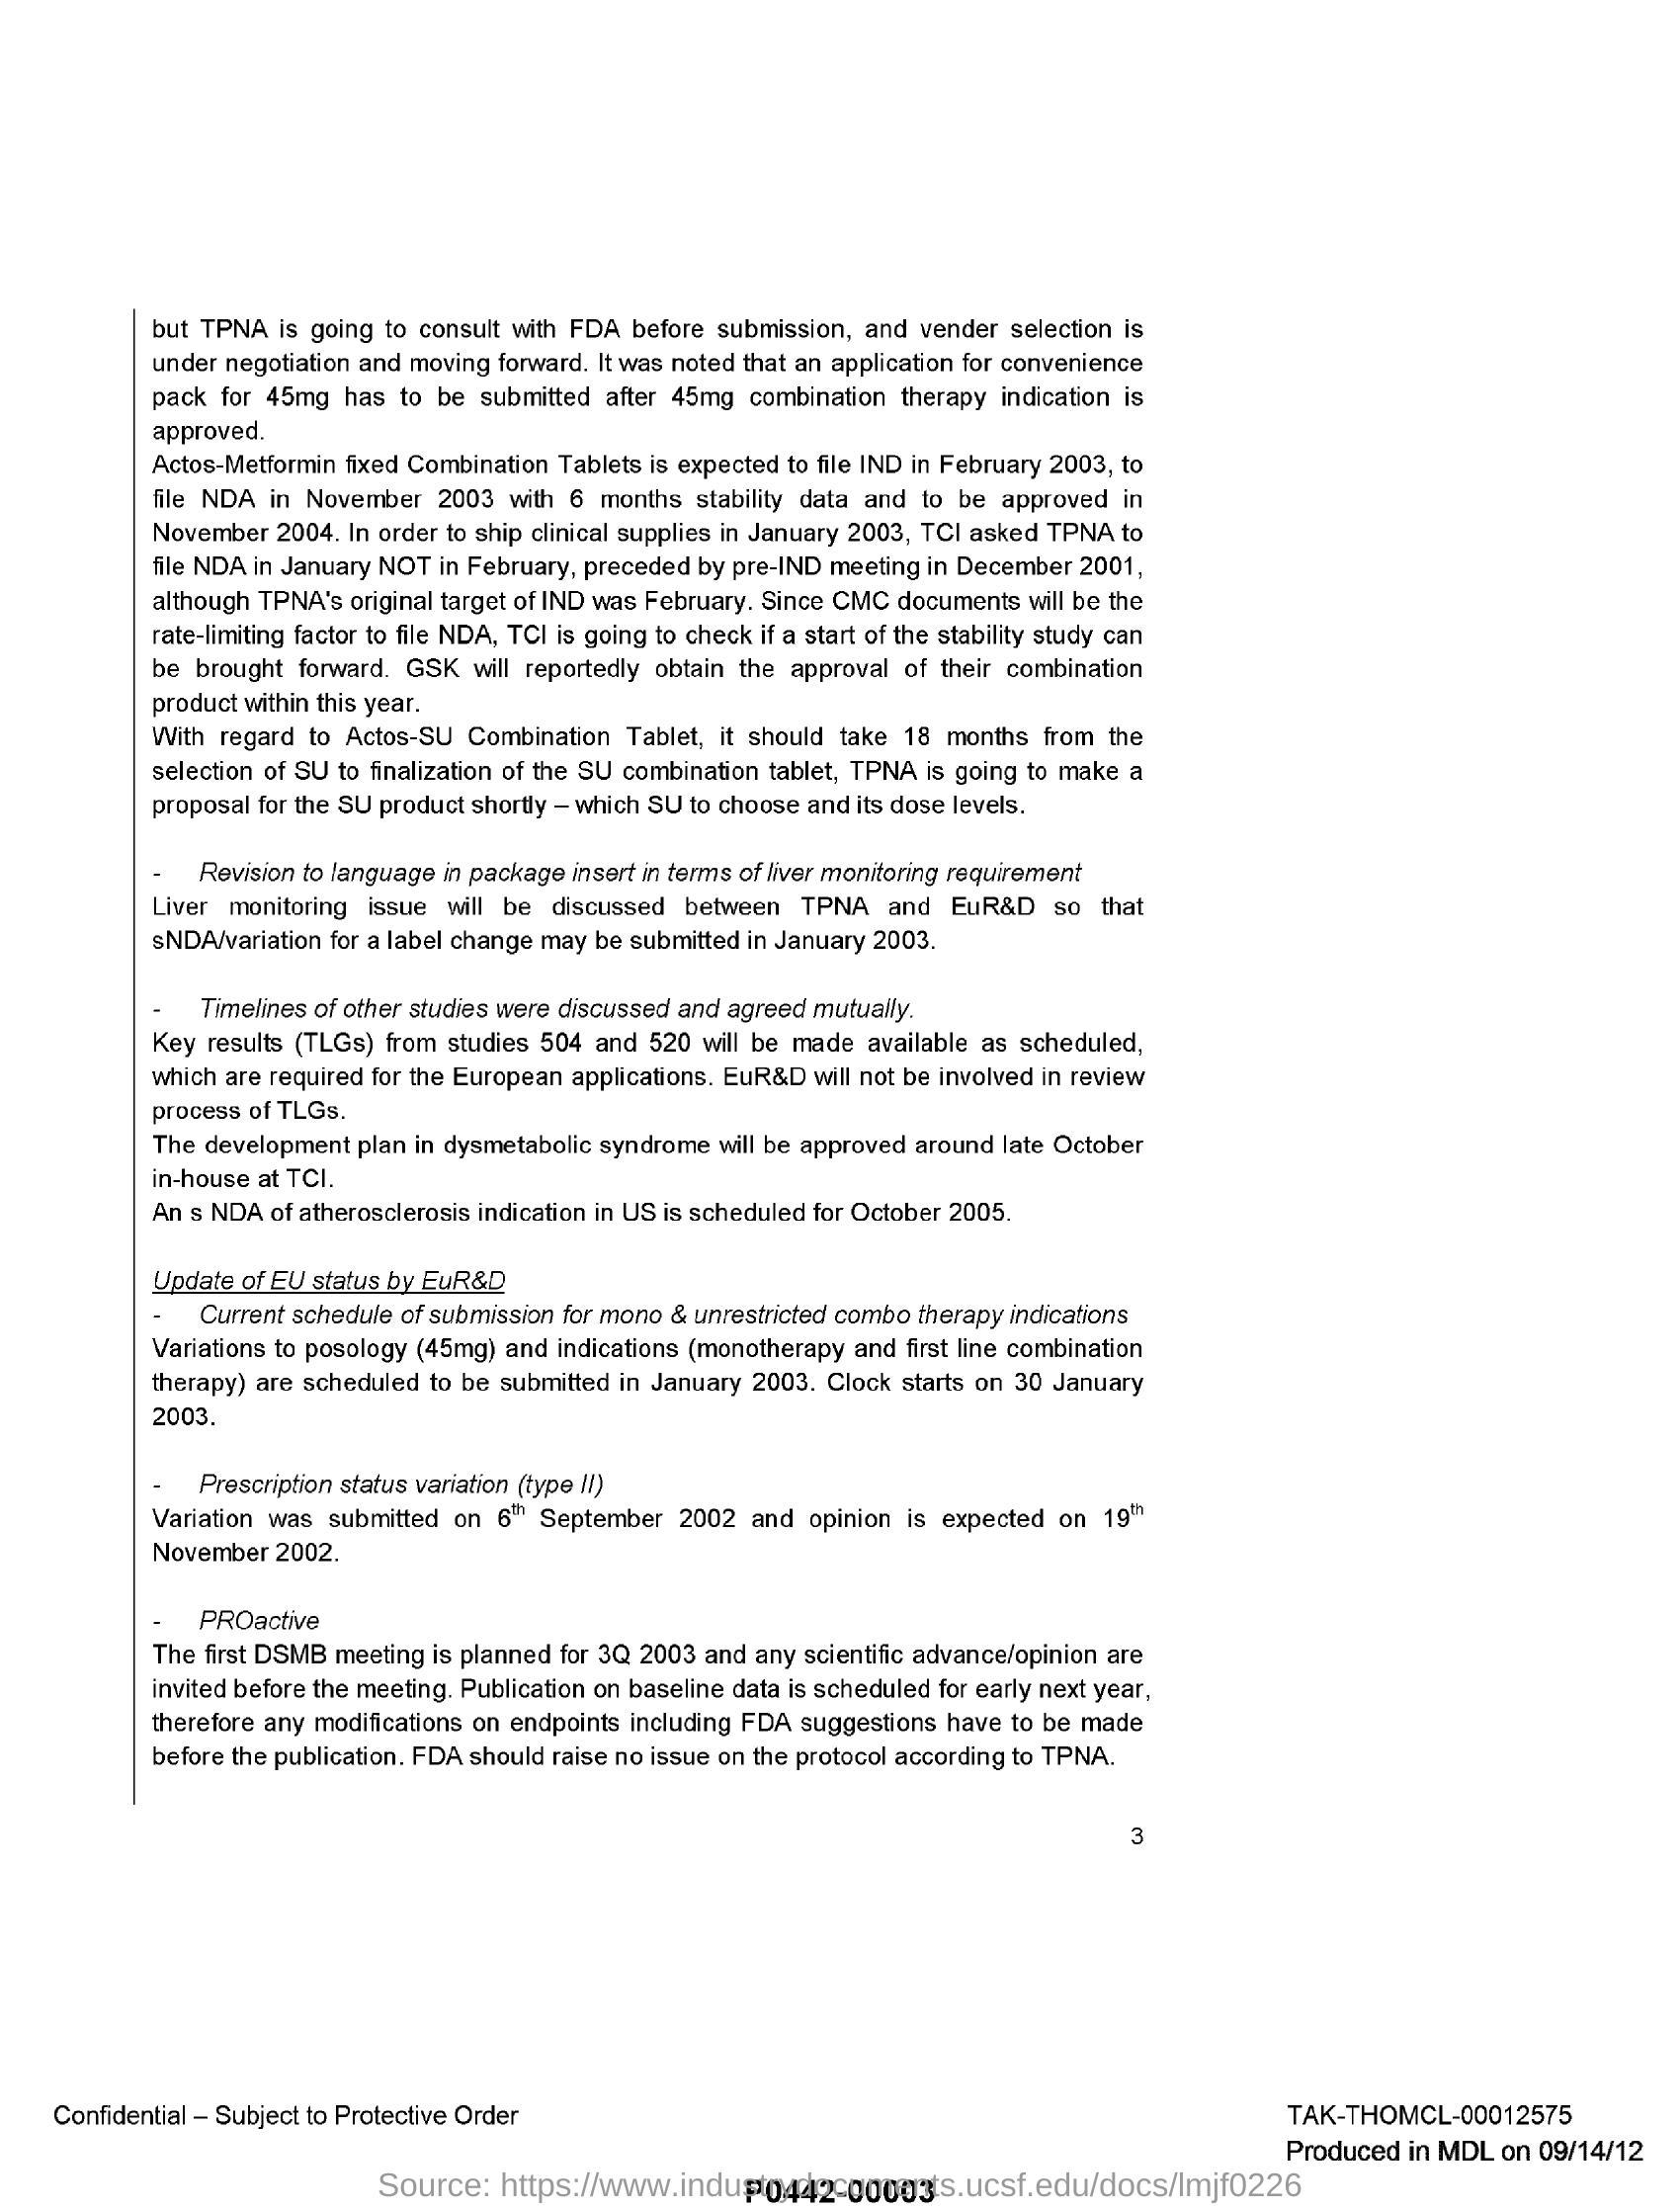 but TPNA is going to consult with FDA before submission, and vender selection is
under negotiation and moving forward. It was noted that an application for convenience
pack for 45mg has to be submitted after 45mg combination therapy indication is
approved.
Actos-Metformin fixed Combination Tablets is expected to file IND in February 2003, to
file NDA in November 2003 with 6 months stability data and to be approved in
November 2004. In order to ship clinical supplies in January 2003, TCI asked TPNA to
file NDA in January NOT in February, preceded by pre-IND meeting in December 2001,
although TPNA's original target of IND was February. Since CMC documents will be the
rate-limiting factor to file NDA, TCI is going to check if a start of the stability study can
be brought forward. GSK will reportedly obtain the approval of their combination
product within this year.
With regard to Actos-SU Combination Tablet, it should take 18 months from the
selection of SU to finalization of the SU combination tablet, TPNA is going to make a
proposal for the SU product shortly – which SU to choose and its dose levels.
- Revision to language in package insert in terms of liver monitoring requirement
Liver monitoring issue will be discussed between TPNA and EuR&D so that
sNDA/variation for a label change may be submitted in January 2003.
- Timelines of other studies were discussed and agreed mutually.
Key results (TLGs) from studies 504 and 520 will be made available as scheduled,
which are required for the European applications. EuR&D will not be involved in review
process of TLGs.
The development plan in dysmetabolic syndrome will be approved around late October
in-house at TCI.
An s NDA of atherosclerosis indication in US is scheduled for October 2005.
Update of EU status by EuR&D
- Current schedule of submission for mono & unrestricted combo therapy indications
Variations to posology (45mg) and indications (monotherapy and first line combination
therapy) are scheduled to be submitted in January 2003. Clock starts on 30 January
2003.
- Prescription status variation (type II)
Variation was submitted on 6th September 2002 and opinion is expected on 19th
November 2002.
- PROactive
The first DSMB meeting is planned for 3Q 2003 and any scientific advance/opinion are
invited before the meeting. Publication on baseline data is scheduled for early next year,
therefore any modifications on endpoints including FDA suggestions have to be made
before the publication. FDA should raise no issue on the protocol according to TPNA.
3
Confidential – Subject to Protective Order
TAK-THOMCL-00012575
Produced in MDL on 09/14/12
Source: https://www.industrydocuments.ucsf.edu/docs/lmjf0226
P0442-00003